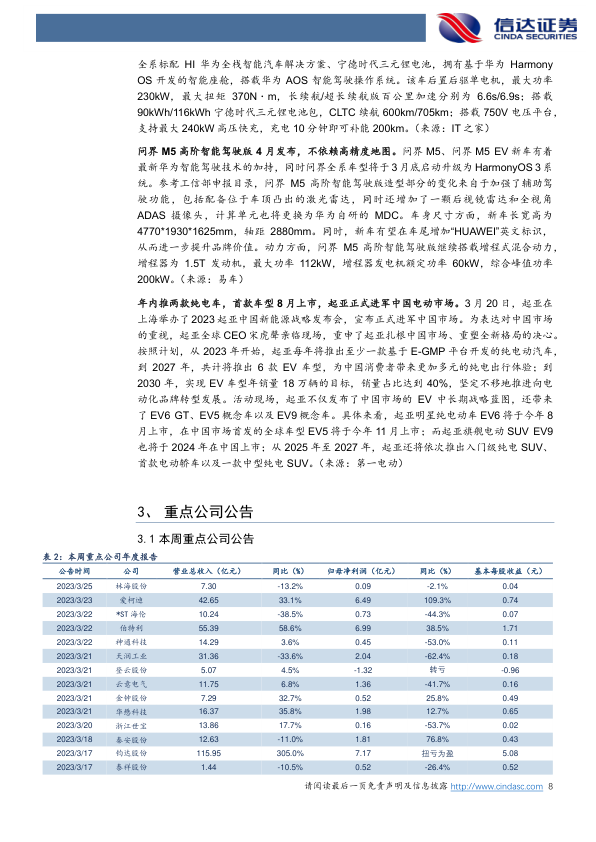 信达证券
CINDA SECURITIES
全系标配 HI 华为全栈智能汽车解决方案、宁德时代三元锂电池，拥有基于华为 Harmony
OS 开发的智能座舱，搭载华为 AOS 智能驾驶操作系统。该车后置后驱单电机，最大功率
230kW，最大扭矩 370N·m，长续航/超长续航版百公里加速分别为 6.6s/6.9s；搭载
90kWh/116kWh 宁德时代三元锂电池包，CLTC 续航 600km/705km；搭载 750V 电压平台，
支持最大 240kW 高压快充，充电 10 分钟即可补能 200km。（来源：IT 之家）
问界 M5 高阶智能驾驶版 4 月发布，不依赖高精度地图。问界 M5、问界 M5 EV 新车有着
最新华为智能驾驶技术的加持，同时问界全系车型将于 3 月底启动升级为 HarmonyOS 3 系
统。参考工信部申报目录，问界 M5 高阶智能驾驶版造型部分的变化来自于加强了辅助驾
驶功能，包括配备位于车顶凸出的激光雷达，同时还增加了一颗后视镜雷达和全视角
ADAS 摄像头，计算单元也将更换为华为自研的 MDC。车身尺寸方面，新车长宽高为
4770*1930*1625mm，轴距 2880mm。同时，新车有望在车尾增加“HUAWEI”英文标识，
从而进一步提升品牌价值。动力方面，问界 M5 高阶智能驾驶版继续搭载增程式混合动力，
增程器为 1.5T 发动机，最大功率 112kW，增程器发电机额定功率 60kW，综合峰值功率
200kW。（来源：易车）
年内推两款纯电车，首款车型 8 月上市，起亚正式进军中国电动市场。3 月 20 日，起亚在
上海举办了 2023 起亚中国新能源战略发布会，宣布正式进军中国市场。为表达对中国市场
的重视，起亚全球 CEO 宋虎聲亲临现场，重申了起亚扎根中国市场、重塑全新格局的决心。
按照计划，从 2023 年开始，起亚每年将推出至少一款基于 E-GMP 平台开发的纯电动汽车，
到 2027 年，共计将推出 6 款 EV 车型，为中国消费者带来更加多元的纯电出行体验；到
2030 年，实现 EV 车型年销量 18 万辆的目标，销量占比达到 40%，坚定不移地推进向电
动化品牌转型发展。活动现场，起亚不仅发布了中国市场的 EV 中长期战略蓝图，还带来
了 EV6 GT、EV5 概念车以及 EV9 概念车。具体来看，起亚明星纯电动车 EV6 将于今年 8
月上市，在中国市场首发的全球车型 EV5 将于今年 11 月上市；而起亚旗舰电动 SUV EV9
也将于 2024 年在中国上市；从 2025 年至 2027 年，起亚还将依次推出入门级纯电 SUV、
首款电动轿车以及一款中型纯电 SUV。（来源：第一电动）
3、 重点公司公告
3.1 本周重点公司公告
表 2：本周重点公司年度报告
公告时间 公司 营业总收入（亿元） 同比（%） 归母净利润（亿元） 同比（%） 基本每股收益（元）
2023/3/25 林海股份 7.30 -13.2% 0.09 -2.1% 0.04
2023/3/23 爱柯迪 42.65 33.1% 6.49 109.3% 0.74
2023/3/22 *ST 海伦 10.24 -38.5% 0.73 -44.3% 0.07
2023/3/22 伯特利 55.39 58.6% 6.99 38.5% 1.71
2023/3/22 神通科技 14.29 3.6% 0.45 -53.0% 0.11
2023/3/21 天润工业 31.36 -33.6% 2.04 -62.4% 0.18
2023/3/21 登云股份 5.07 4.5% -1.32 转亏 -0.96
2023/3/21 云意电气 11.75 6.8% 1.36 -41.7% 0.16
2023/3/21 金钟股份 7.29 32.7% 0.52 25.8% 0.49
2023/3/21 华懋科技 16.37 35.8% 1.98 12.7% 0.65
2023/3/20 浙江世宝 13.86 17.7% 0.16 -53.7% 0.02
2023/3/18 泰安股份 12.63 -11.0% 1.81 76.8% 0.43
2023/3/17 钧达股份 115.95 305.0% 7.17 扭亏为盈 5.08
2023/3/17 泰祥股份 1.44 -10.5% 0.52 -26.4% 0.52
请阅读最后一页免责声明及信息披露 http://www.cindasc.com 8